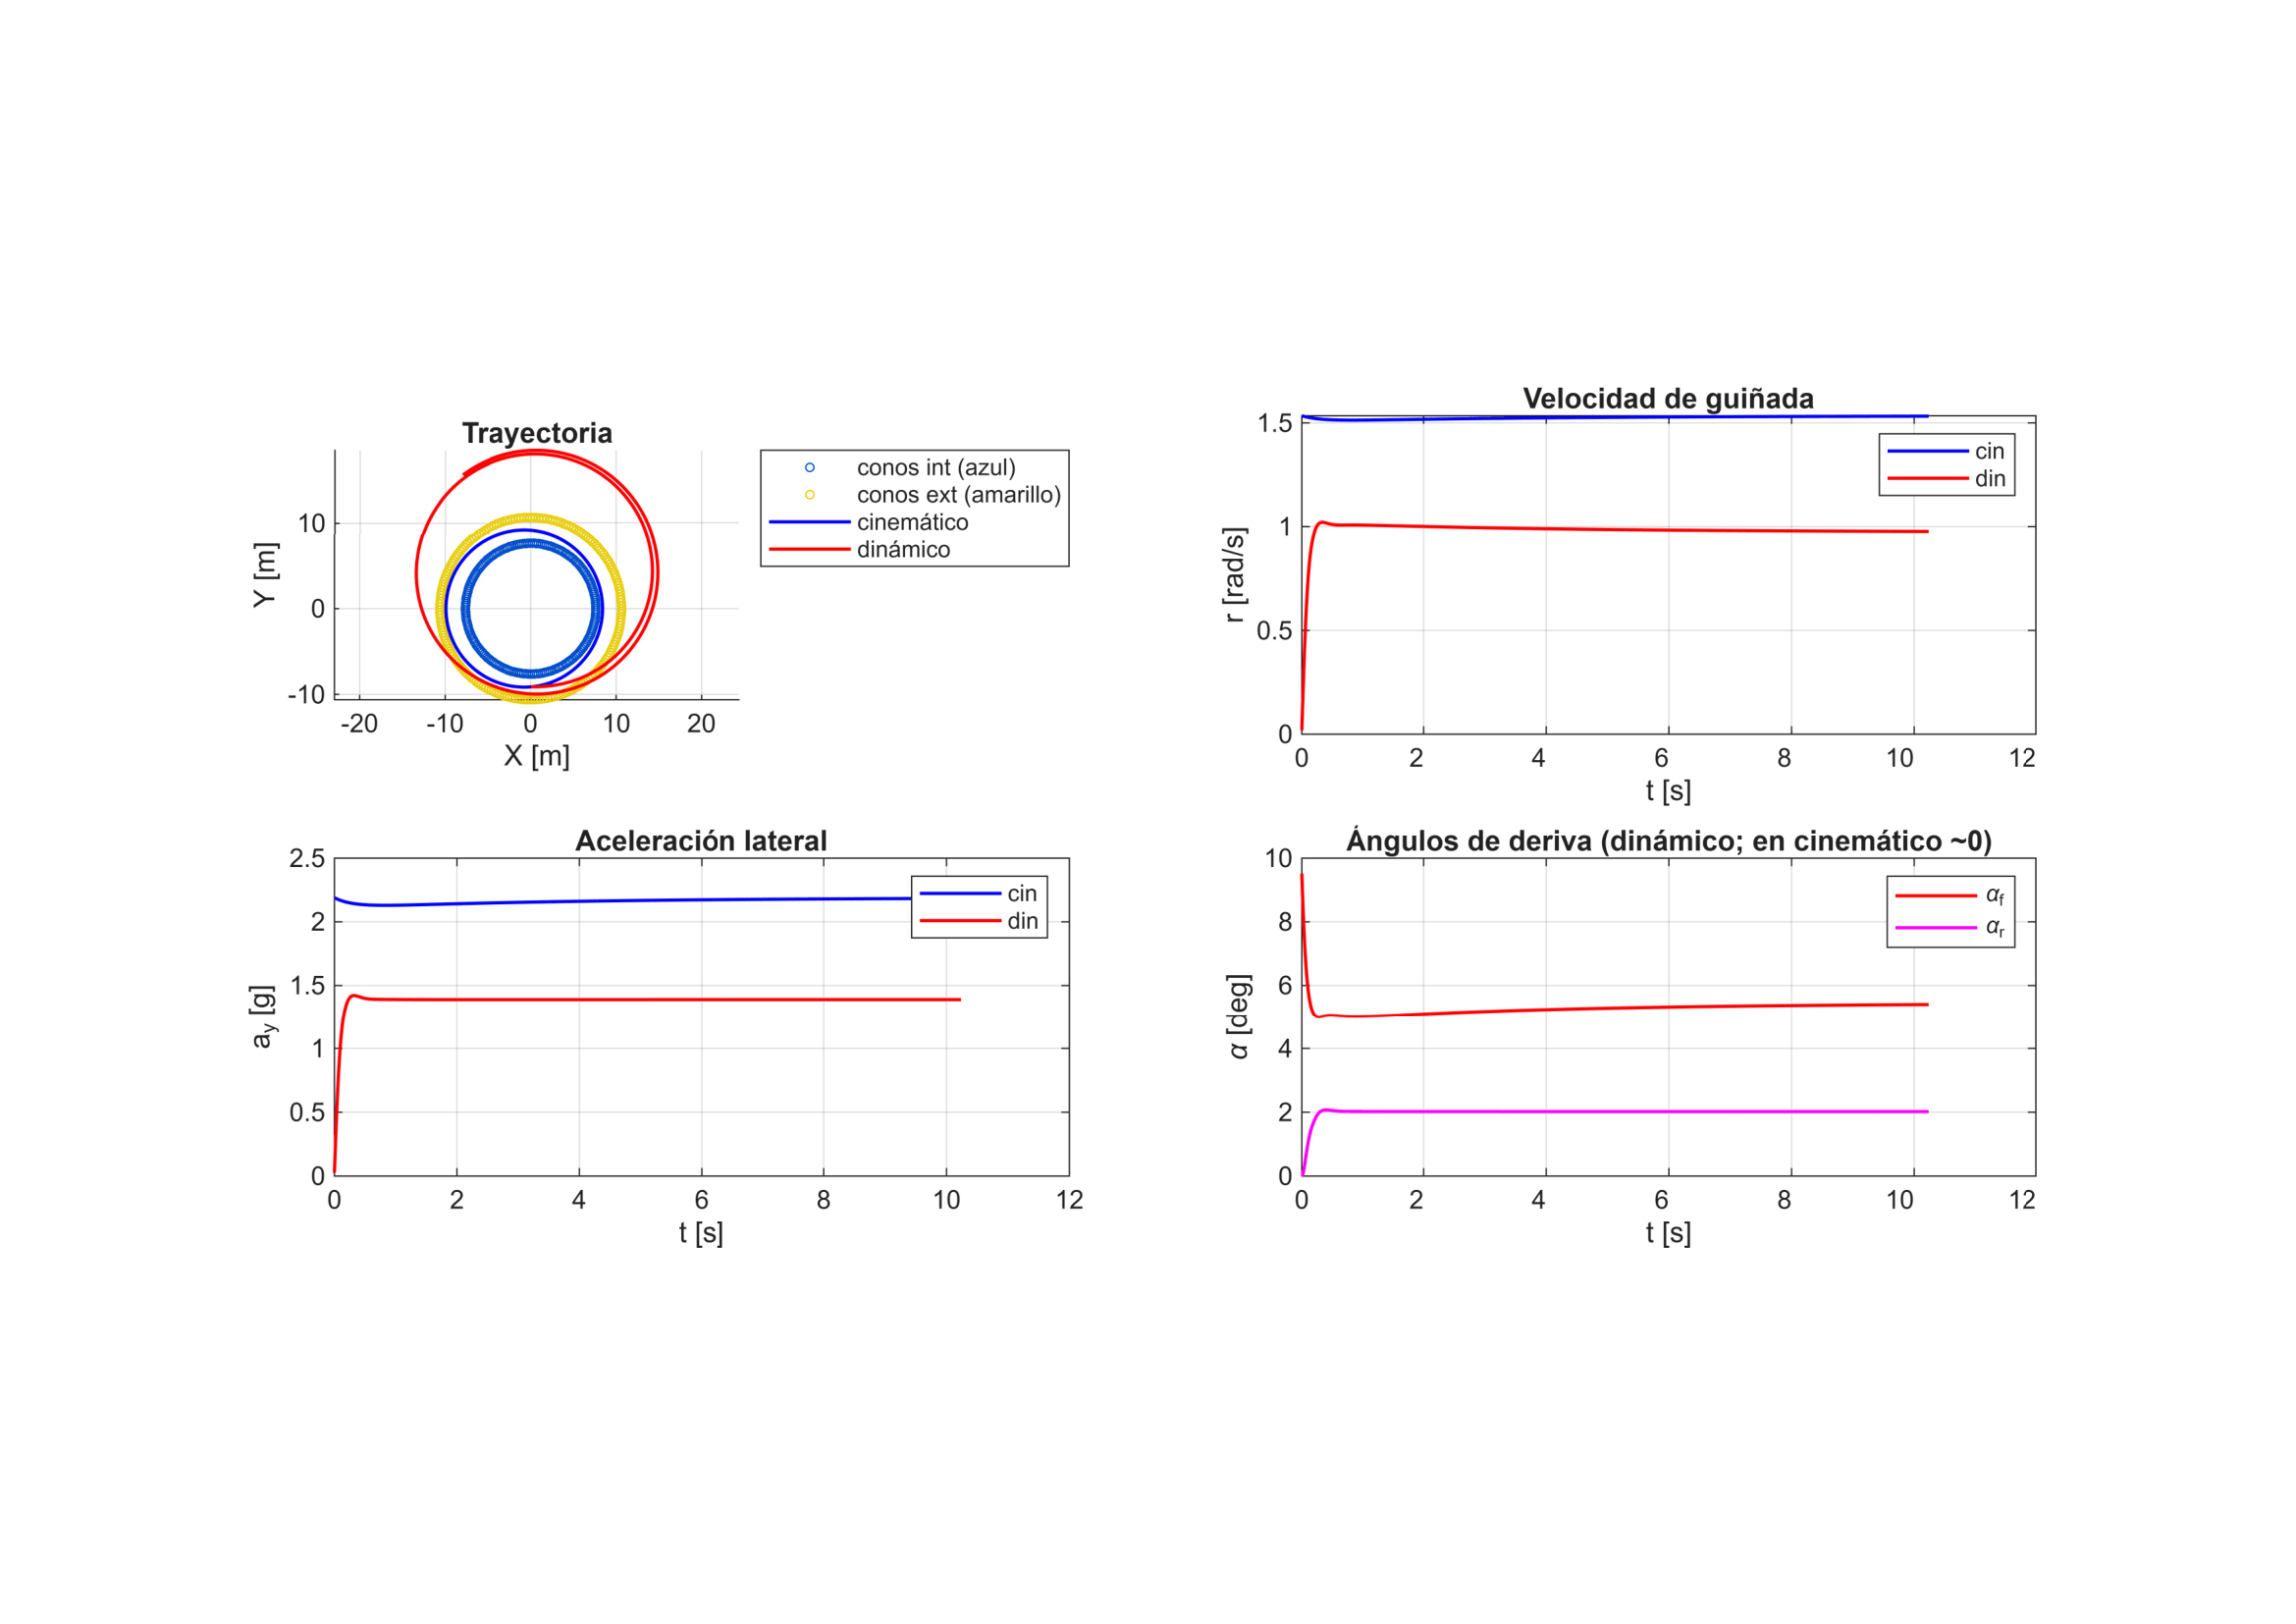 Trayectoria
Y [m]
10
0
-10
-20 -10 0 10 20
X [m]
conos int (azul)
conos ext (amarillo)
cinemático
dinámico
Velocidad de guiñada
r [rad/s]
1.5
1
0.5
0
0 2 4 6 8 10 12
t [s]
cin
din
Aceleración lateral
a_y [g]
2.5
2
1.5
1
0.5
0
0 2 4 6 8 10 12
t [s]
cin
din
Ángulos de deriva (dinámico; en cinemático ~0)
α [deg]
10
8
6
4
2
0
0 2 4 6 8 10 12
t [s]
α_f
α_r